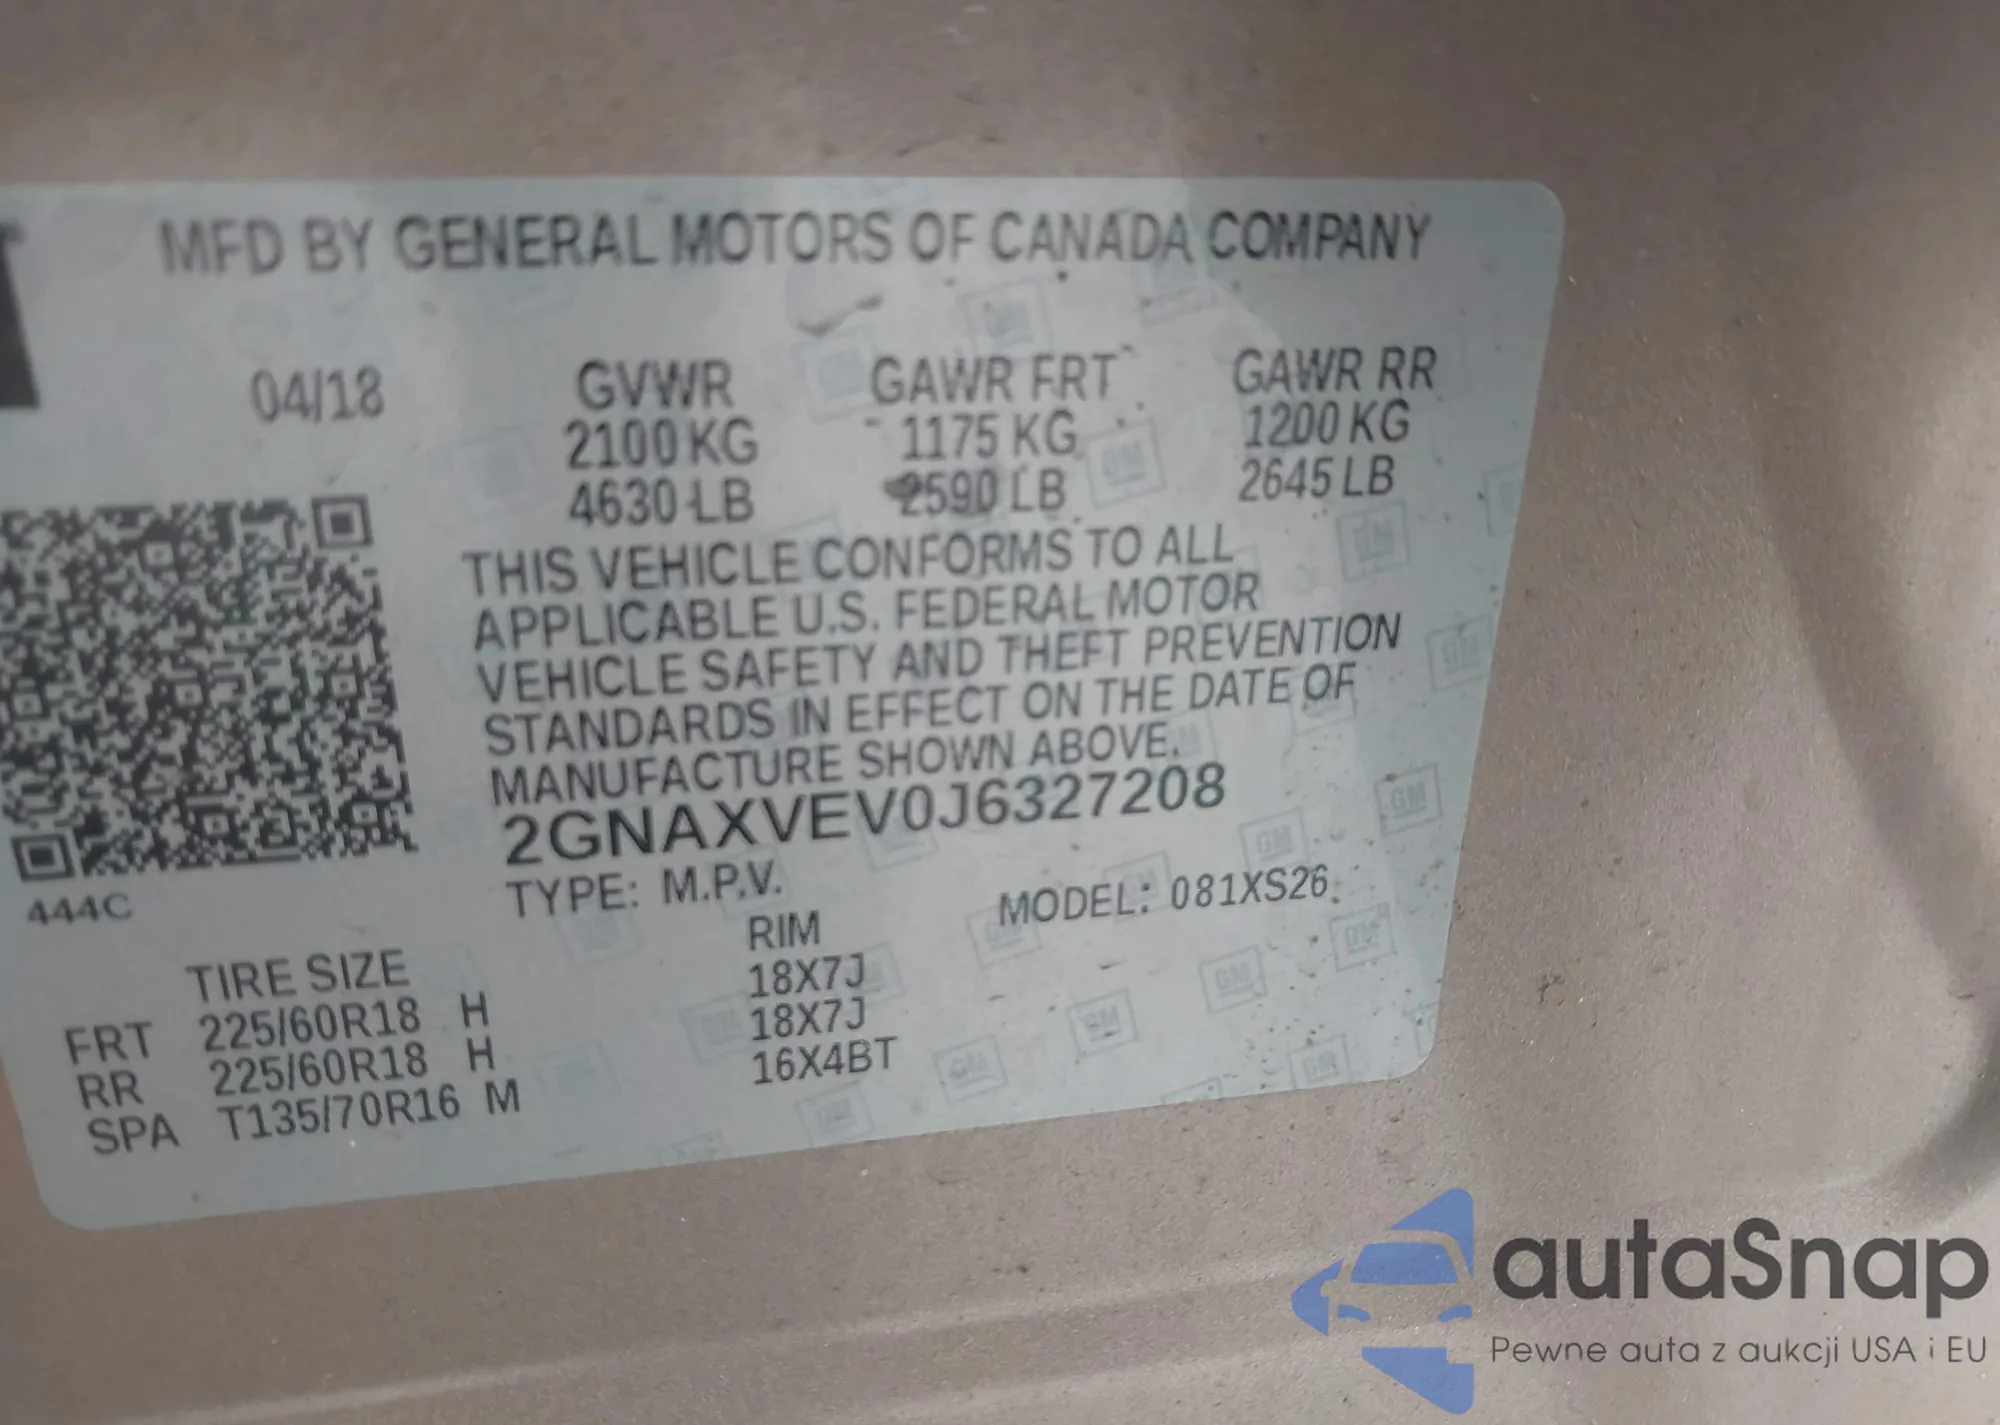 MFD BY GENERAL MOTORS OF CANADA COMPANY
04/18 GVWR GAWR FRT GAWR RR
2100 KG 1175 KG 1200 KG
4630 LB 2590 LB 2645 LB
THIS VEHICLE CONFORMS TO ALL
APPLICABLE U.S. FEDERAL MOTOR
VEHICLE SAFETY AND THEFT PREVENTION
STANDARDS IN EFFECT ON THE DATE OF
MANUFACTURE SHOWN ABOVE.
2GNAXVEV0J6327208
TYPE: M.P.V. MODEL: 081XS26
444C
TIRE SIZE RIM
FRT 225/60R18 H 18X7J
RR 225/60R18 H 18X7J
SPA T135/70R16 M 16X4BT
autaSnap
Pewne auta z aukcji USA i EU